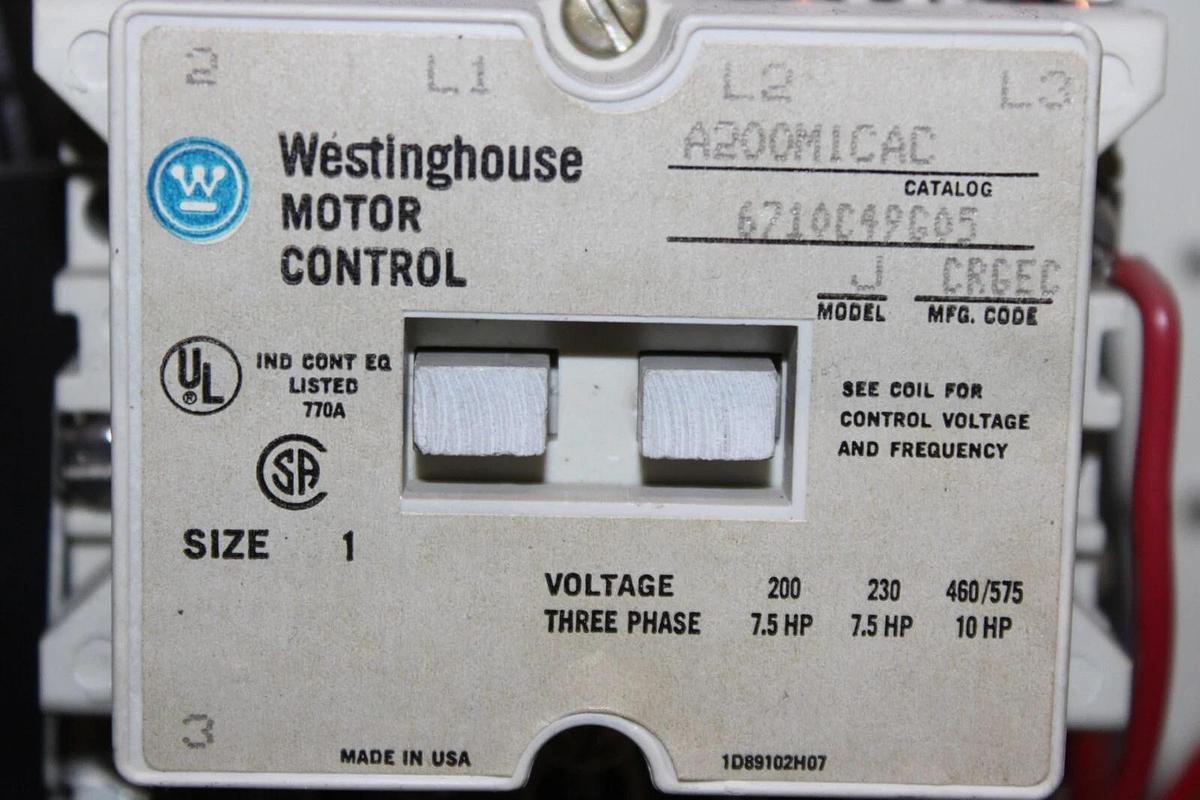 2 L1 L2 L3
Westinghouse
MOTOR
CONTROL
A200M1CAC
CATALOG
6710C49G05
J CRGEC
MODEL MFG. CODE
UL
®
IND CONT EQ
LISTED
770A
SA
SEE COIL FOR
CONTROL VOLTAGE
AND FREQUENCY
SIZE 1
VOLTAGE 200 230 460/575
THREE PHASE 7.5 HP 7.5 HP 10 HP
3
MADE IN USA 1D89102H07